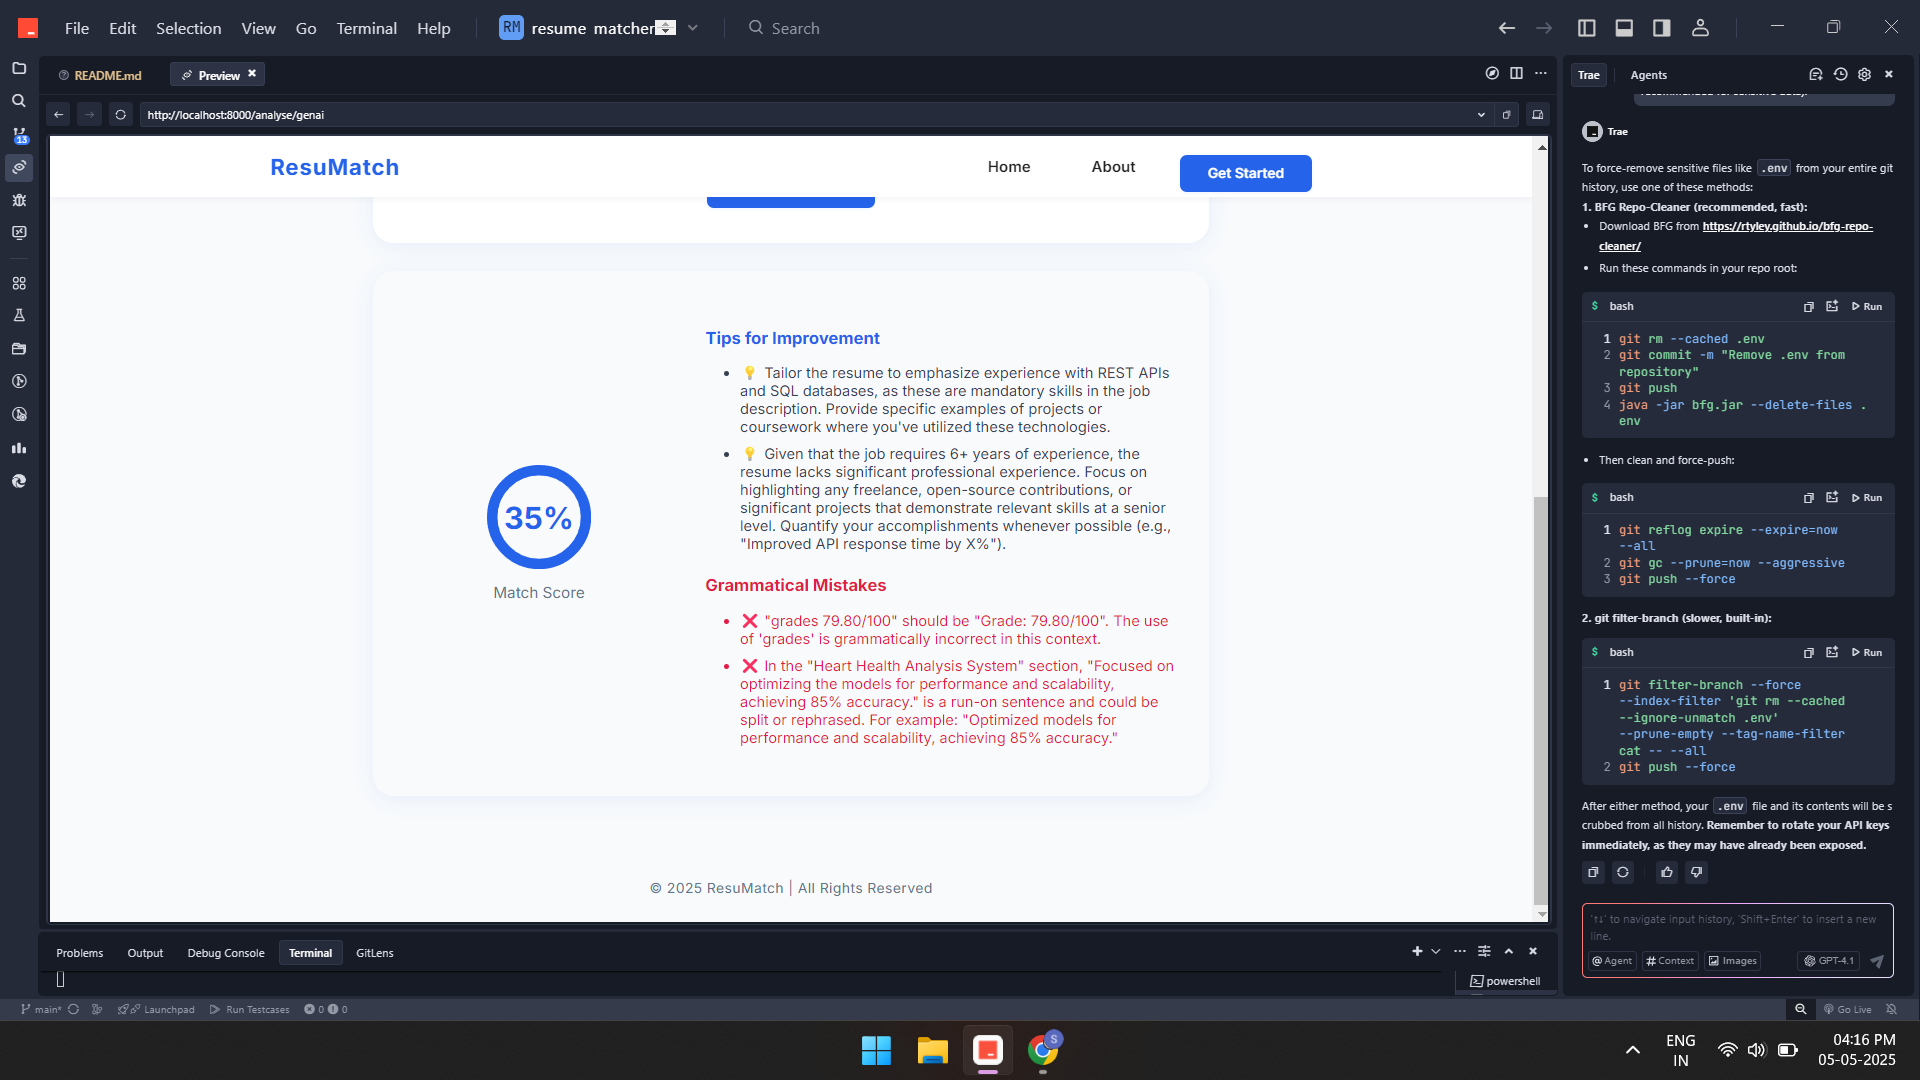 File Edit Selection View Go Terminal Help
RM resume matcher
Search
README.md
Preview
http://localhost:8000/analyse/genai
13
ResuMatch
Home
About
Get Started
Tips for Improvement
• 💡 Tailor the resume to emphasize experience with REST APIs
and SQL databases, as these are mandatory skills in the job
description. Provide specific examples of projects or
coursework where you've utilized these technologies.
• 💡 Given that the job requires 6+ years of experience, the
resume lacks significant professional experience. Focus on
highlighting any freelance, open-source contributions, or
significant projects that demonstrate relevant skills at a senior
level. Quantify your accomplishments whenever possible (e.g.,
"Improved API response time by X%").
35%
Match Score
Grammatical Mistakes
• ❌ "grades 79.80/100" should be "Grade: 79.80/100". The use
of 'grades' is grammatically incorrect in this context.
• ❌ In the "Heart Health Analysis System" section, "Focused on
optimizing the models for performance and scalability,
achieving 85% accuracy." is a run-on sentence and could be
split or rephrased. For example: "Optimized models for
performance and scalability, achieving 85% accuracy."
© 2025 ResuMatch | All Rights Reserved
Problems
Output
Debug Console
Terminal
GitLens
powershell
Trae
Agents
Trae
To force-remove sensitive files like .env from your entire git
history, use one of these methods:
1. BFG Repo-Cleaner (recommended, fast):
• Download BFG from https://rtyley.github.io/bfg-repo-
cleaner/
• Run these commands in your repo root:
$ bash
Run
1 git rm --cached .env
2 git commit -m "Remove .env from
repository"
3 git push
4 java -jar bfg.jar --delete-files .
env
• Then clean and force-push:
$ bash
Run
1 git reflog expire --expire=now
--all
2 git gc --prune=now --aggressive
3 git push --force
2. git filter-branch (slower, built-in):
$ bash
Run
1 git filter-branch --force
--index-filter 'git rm --cached
--ignore-unmatch .env'
--prune-empty --tag-name-filter
cat -- --all
2 git push --force
After either method, your .env file and its contents will be s
crubbed from all history. Remember to rotate your API keys
immediately, as they may have already been exposed.
'↑↓' to navigate input history, 'Shift+Enter' to insert a new
line.
@ Agent
# Context
Images
GPT-4.1
main*
Launchpad
Run Testcases
0
0
Go Live
S
ENG
IN
04:16 PM
05-05-2025